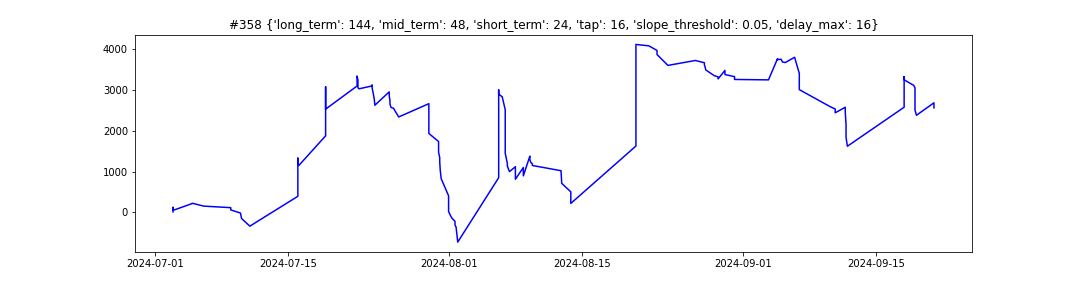 #358 {'long_term': 144, 'mid_term': 48, 'short_term': 24, 'tap': 16, 'slope_threshold': 0.05, 'delay_max': 16}
4000
3000
2000
1000
0
2024-07-01 2024-07-15 2024-08-01 2024-08-15 2024-09-01 2024-09-15